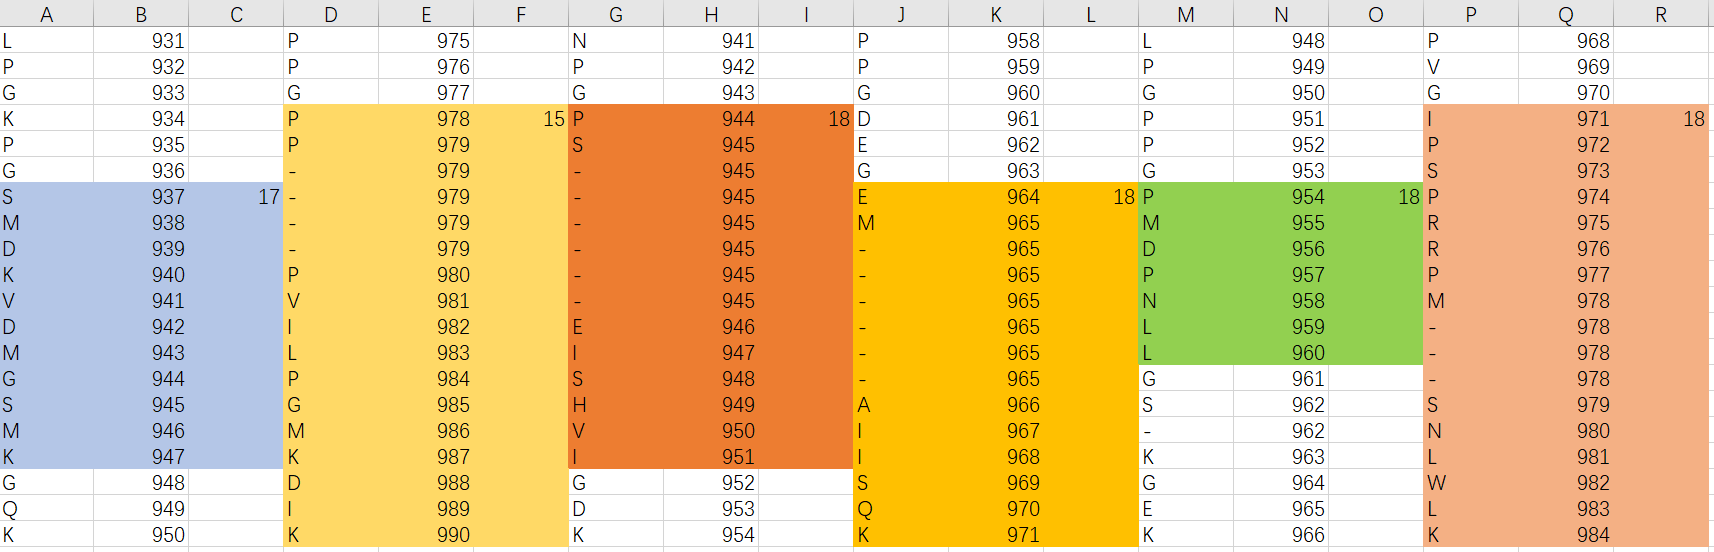 A B C D E F G H I J K L M N O P Q R
L 931 P 975 N 941 P 958 L 948 P 968
P 932 P 976 P 942 P 959 P 949 V 969
G 933 G 977 G 943 G 960 G 950 G 970
K 934 P 978 15 P 944 18 D 961 P 951 I 971 18
P 935 P 979 S 945 E 962 P 952 P 972
G 936 - 979 - 945 G 963 G 953 S 973
S 937 17 - 979 - 945 E 964 18 P 954 18 P 974
M 938 - 979 - 945 M 965 M 955 R 975
D 939 - 979 - 945 - 965 D 956 R 976
K 940 P 980 - 945 - 965 P 957 P 977
V 941 V 981 - 945 - 965 N 958 M 978
D 942 I 982 E 946 - 965 L 959 - 978
M 943 L 983 I 947 - 965 L 960 - 978
G 944 P 984 S 948 - 965 G 961 - 978
S 945 G 985 H 949 A 966 S 962 S 979
M 946 M 986 V 950 I 967 - 962 N 980
K 947 K 987 I 951 I 968 K 963 L 981
G 948 D 988 G 952 S 969 G 964 W 982
Q 949 I 989 D 953 Q 970 E 965 L 983
K 950 K 990 K 954 K 971 K 966 K 984